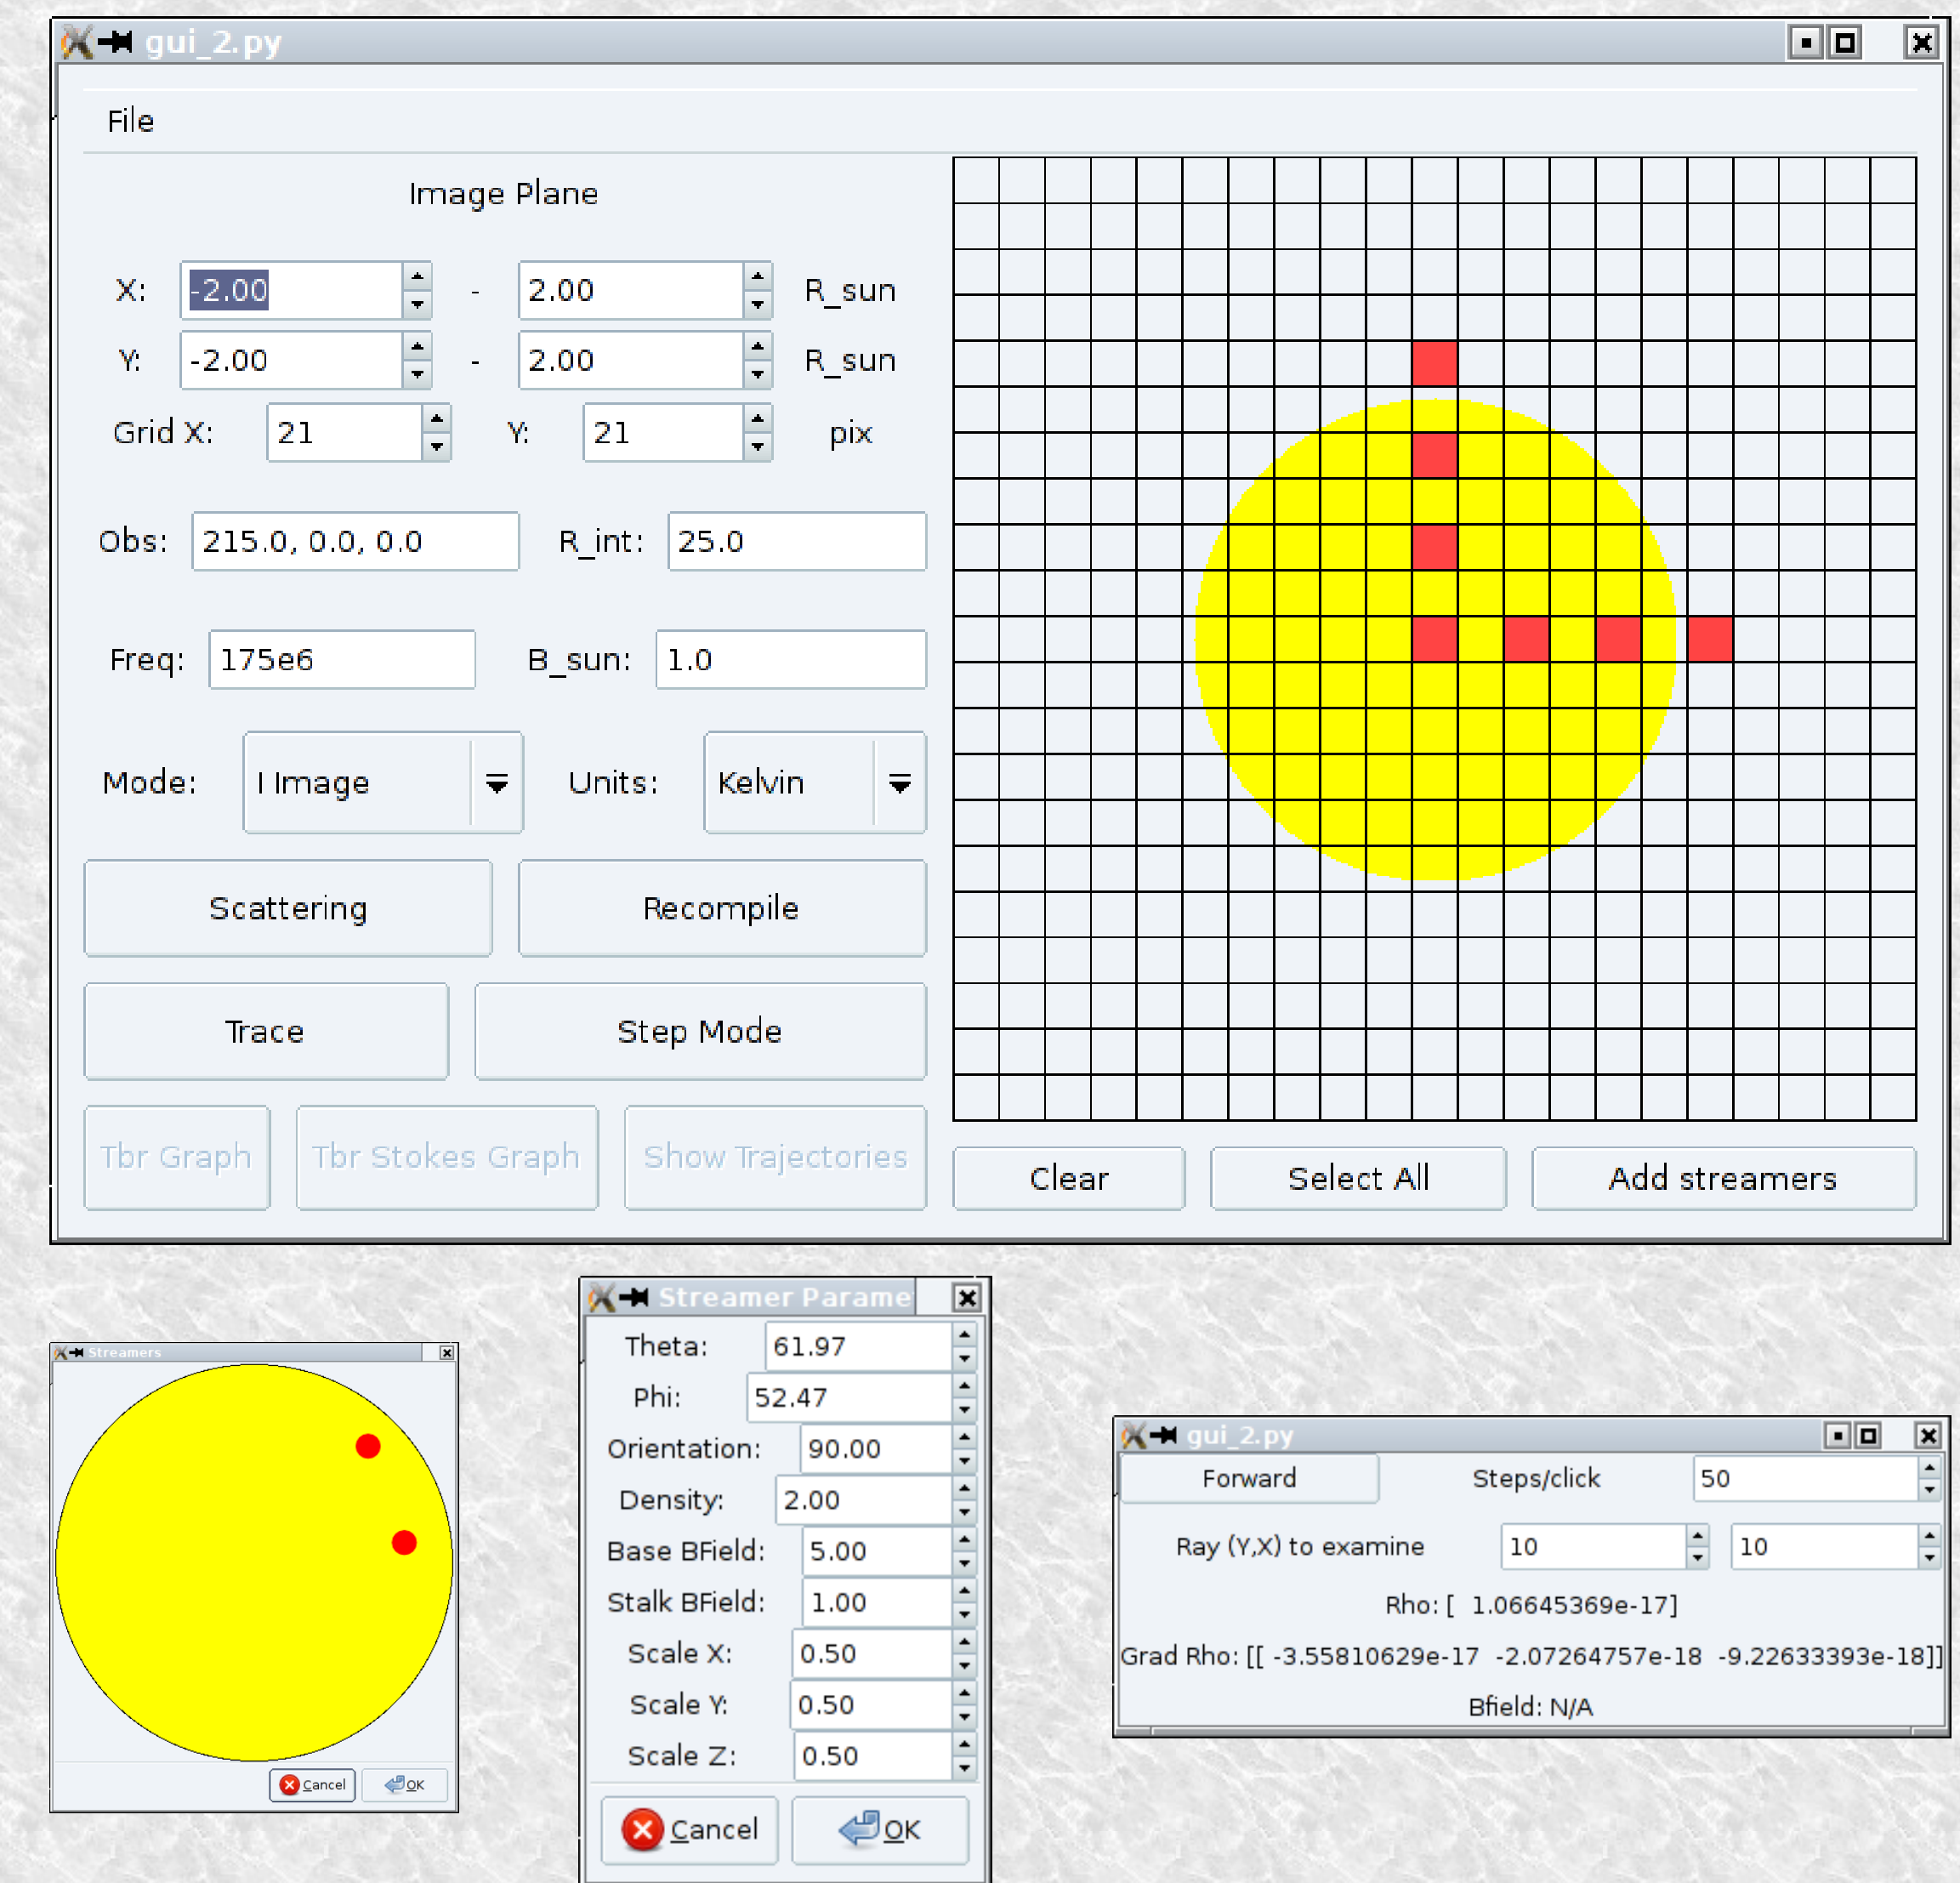 gui_2.py
File
Image Plane
X: -2.00 - 2.00 R_sun
Y: -2.00 - 2.00 R_sun
Grid X: 21 Y: 21 pix
Obs: 215.0, 0.0, 0.0 R_int: 25.0
Freq: 175e6 B_sun: 1.0
Mode: I Image Units: Kelvin
Scattering Recompile
Trace Step Mode
Tbr Graph Tbr Stokes Graph Show Trajectories
Clear Select All Add streamers
Streamers
Cancel OK
Streamer Parame
Theta: 61.97
Phi: 52.47
Orientation: 90.00
Density: 2.00
Base BField: 5.00
Stalk BField: 1.00
Scale X: 0.50
Scale Y: 0.50
Scale Z: 0.50
Cancel OK
gui_2.py
Forward Steps/click 50
Ray (Y,X) to examine 10 10
Rho: [ 1.06645369e-17]
Grad Rho: [[ -3.55810629e-17 -2.07264757e-18 -9.22633393e-18]]
Bfield: N/A